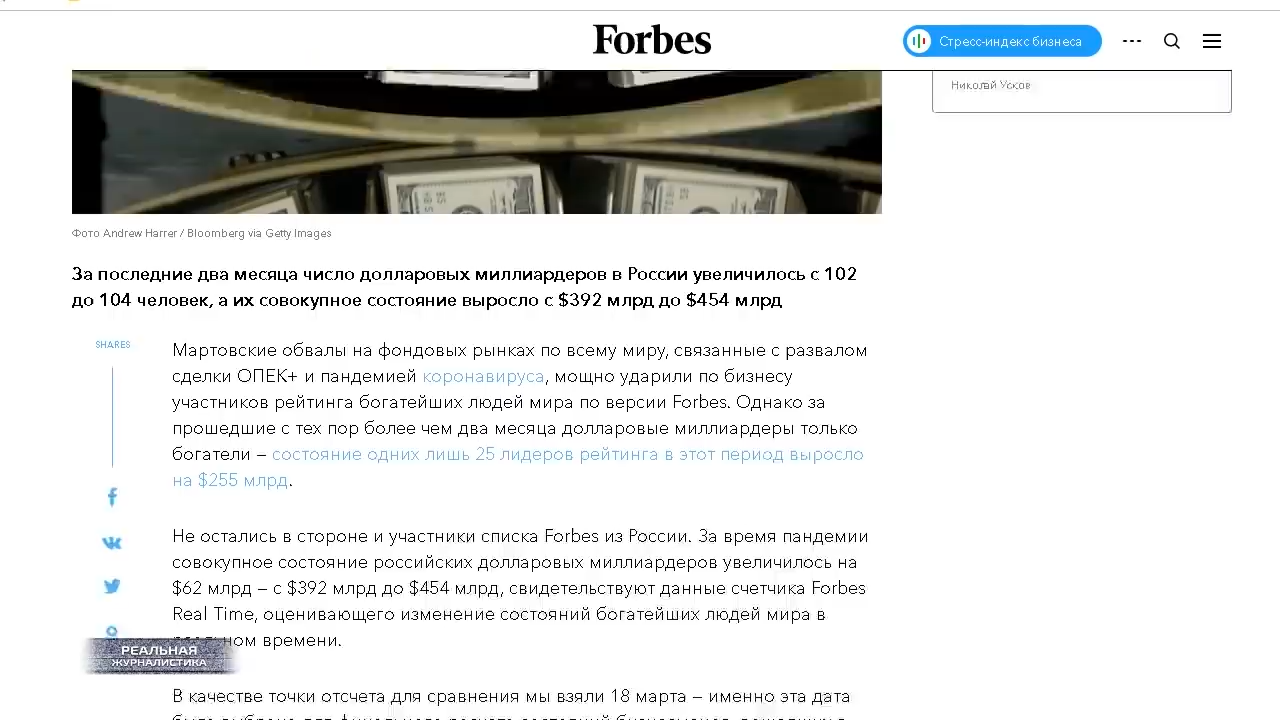 Forbes
Стресс-индекс бизнеса
Николай Усков
Фото Andrew Harrer / Bloomberg via Getty Images
За последние два месяца число долларовых миллиардеров в России увеличилось с 102
до 104 человек, а их совокупное состояние выросло с $392 млрд до $454 млрд
SHARES
Мартовские обвалы на фондовых рынках по всему миру, связанные с развалом
сделки ОПЕК+ и пандемией коронавируса, мощно ударили по бизнесу
участников рейтинга богатейших людей мира по версии Forbes. Однако за
прошедшие с тех пор более чем два месяца долларовые миллиардеры только
богатели – состояние одних лишь 25 лидеров рейтинга в этот период выросло
на $255 млрд.
Не остались в стороне и участники списка Forbes из России. За время пандемии
совокупное состояние российских долларовых миллиардеров увеличилось на
$62 млрд – с $392 млрд до $454 млрд, свидетельствуют данные счетчика Forbes
Real Time, оценивающего изменение состояний богатейших людей мира в
реальном времени.
РЕАЛЬНАЯ
ЖУРНАЛИСТИКА
В качестве точки отсчета для сравнения мы взяли 18 марта – именно эта дата